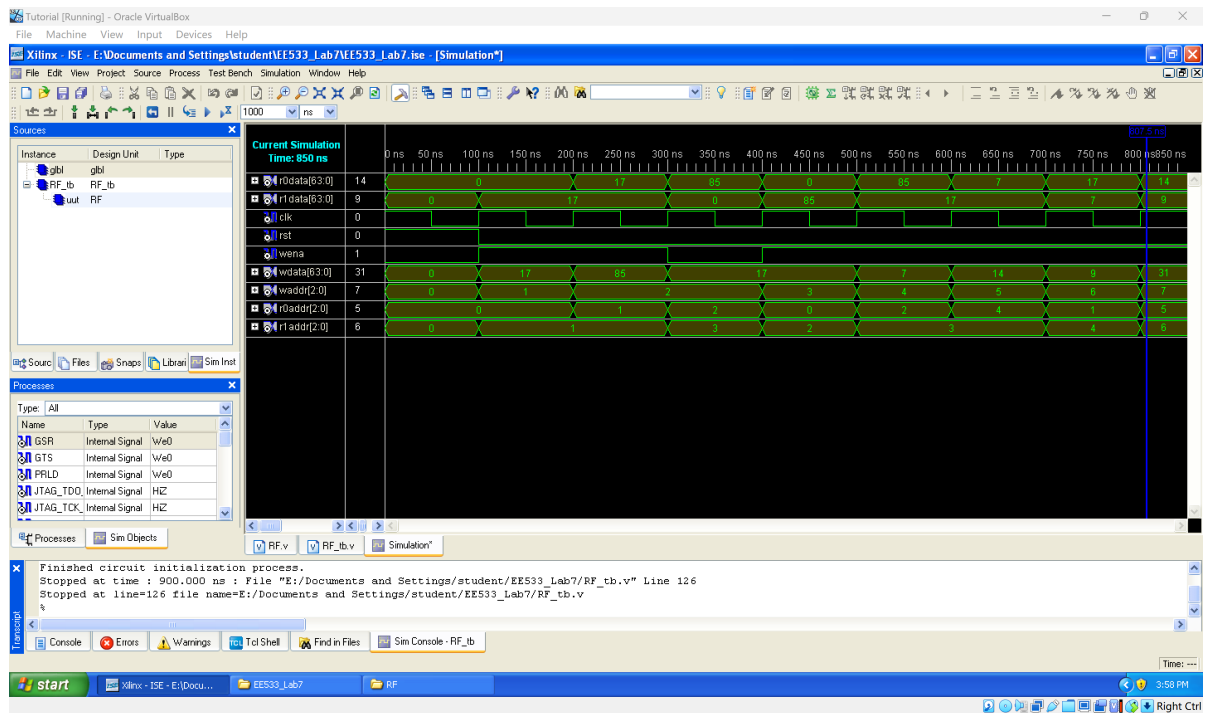 Tutorial [Running] - Oracle VirtualBox
File Machine View Input Devices Help
Xilinx - ISE - E:\Documents and Settings\student\EE533_Lab7\EE533_Lab7.ise - [Simulation*]
File Edit View Project Source Process Test Bench Simulation Window Help
1000 ns
Sources
Instance Design Unit Type
glbl glbl
RF_tb RF_tb
uut RF
Sourc Files Snaps Librari Sim Inst
Processes
Type: All
Name Type Value
GSR Internal Signal We0
GTS Internal Signal We0
PRLD Internal Signal We0
JTAG_TDO_ Internal Signal HiZ
JTAG_TCK_ Internal Signal HiZ
Processes Sim Objects
807.5 ns
Current Simulation
Time: 850 ns
0 ns 50 ns 100 ns 150 ns 200 ns 250 ns 300 ns 350 ns 400 ns 450 ns 500 ns 550 ns 600 ns 650 ns 700 ns 750 ns 800 ns 850 ns
r0data[63:0] 14 0 17 85 0 85 7 17 14
r1data[63:0] 9 0 17 0 85 17 7 9
clk 0
rst 0
wena 1
wdata[63:0] 31 0 17 85 17 7 14 9 31
waddr[2:0] 7 0 1 2 3 4 5 6 7
r0addr[2:0] 5 0 1 2 0 2 4 1 5
r1addr[2:0] 6 0 1 3 2 3 4 6
RF.v RF_tb.v Simulation*
Finished circuit initialization process.
Stopped at time : 900.000 ns : File "E:/Documents and Settings/student/EE533_Lab7/RF_tb.v" Line 126
Stopped at line=126 file name=E:/Documents and Settings/student/EE533_Lab7/RF_tb.v
%
Transcript
Console Errors Warnings Tcl Shell Find in Files Sim Console - RF_tb
Time: ---
start Xilinx - ISE - E:\Docu... EE533_Lab7 RF 3:58 PM
Right Ctrl